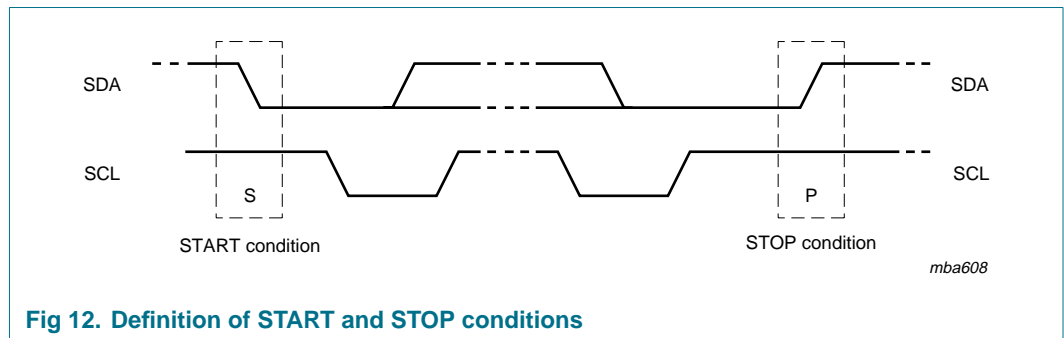 SDA
SDA
SCL
SCL
S
P
START condition
STOP condition
mba608
Fig 12. Definition of START and STOP conditions